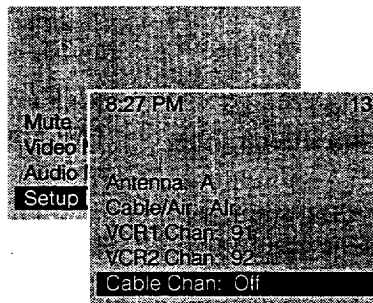 Mute
Video
Audio
Setup
8:27 PM 13
Antenna: A
Cable/Air: Air
VCR1 Chan: 91
VCR2 Chan: 92
Cable Chan: Off